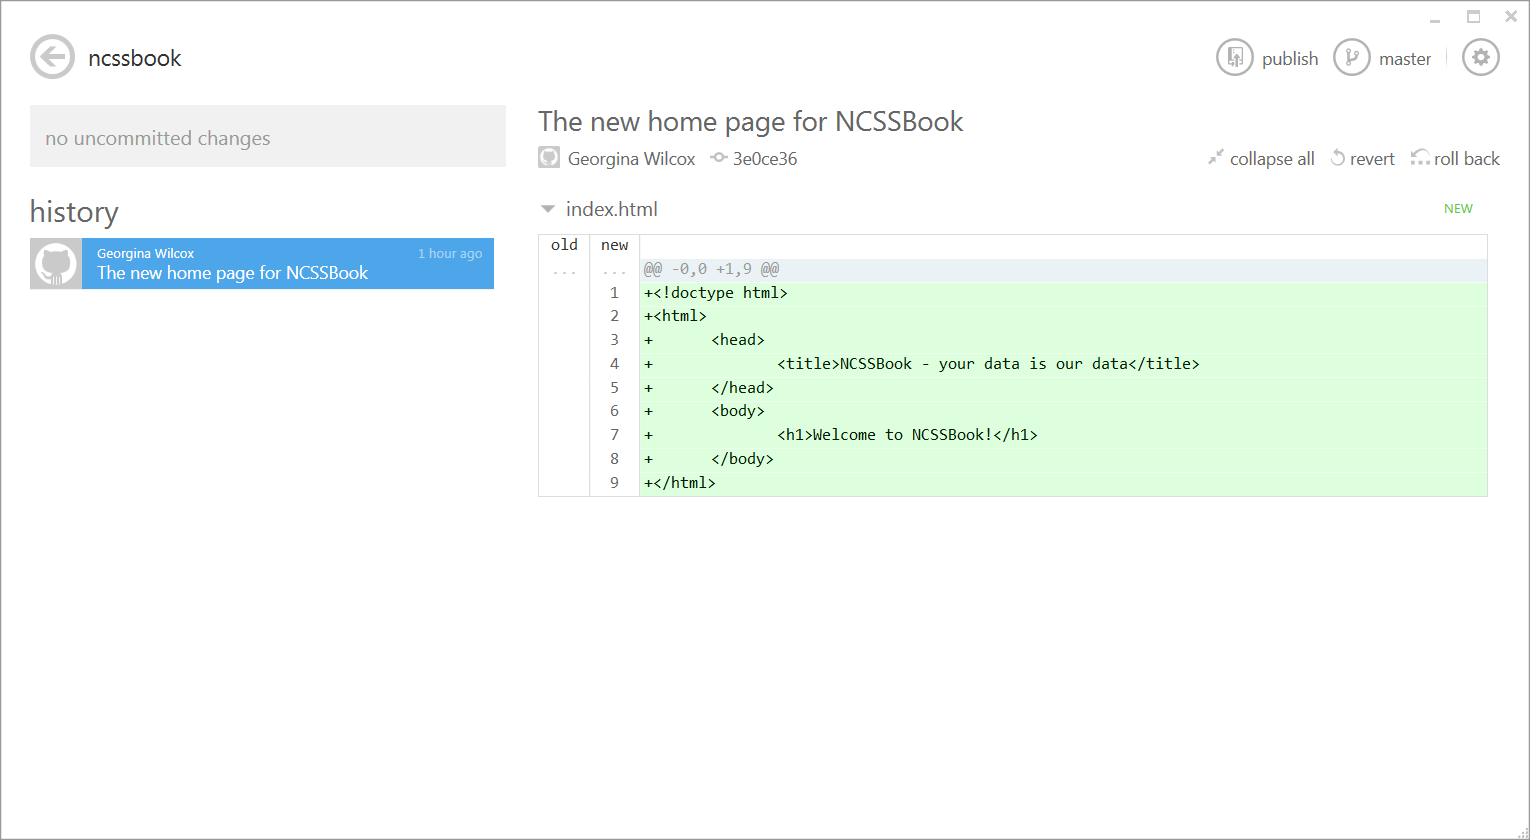 ncssbook
publish master
no uncommitted changes
history
Georgina Wilcox 1 hour ago
The new home page for NCSSBook
The new home page for NCSSBook
Georgina Wilcox 3e0ce36 collapse all revert roll back
index.html NEW
old new
... ... @@ -0,0 +1,9 @@
1 +<!doctype html>
2 +<html>
3 + <head>
4 + <title>NCSSBook - your data is our data</title>
5 + </head>
6 + <body>
7 + <h1>Welcome to NCSSBook!</h1>
8 + </body>
9 +</html>